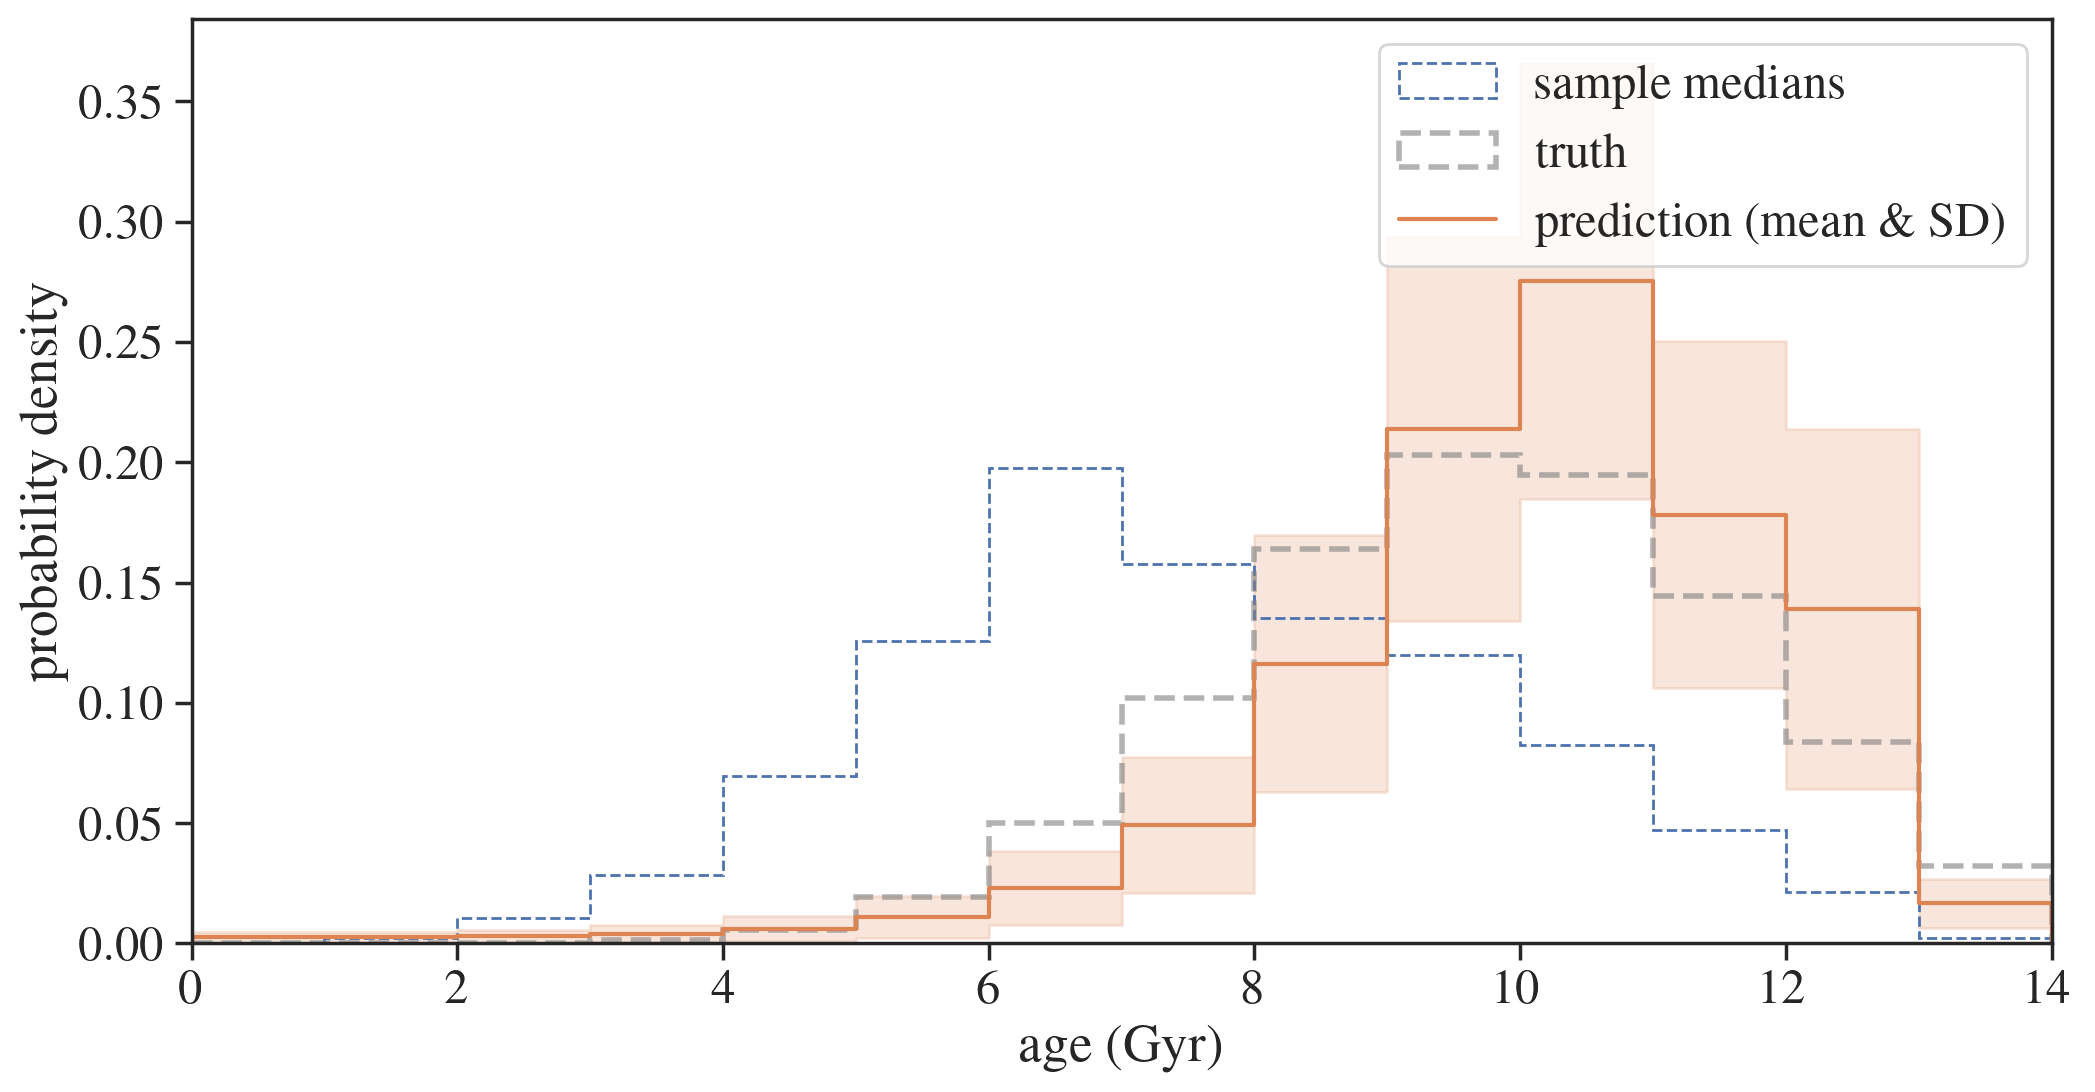 sample medians
truth
prediction (mean & SD)
probability density
0.35
0.30
0.25
0.20
0.15
0.10
0.05
0.00
0 2 4 6 8 10 12 14
age (Gyr)